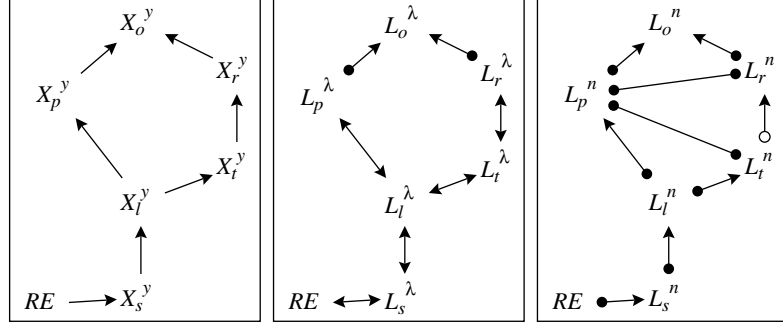 X_o^y
X_p^y
X_r^y
X_l^y
X_t^y
RE
X_s^y
L_o^λ
L_p^λ
L_r^λ
L_l^λ
L_t^λ
RE
L_s^λ
L_o^n
L_p^n
L_r^n
L_l^n
L_t^n
RE
L_s^n